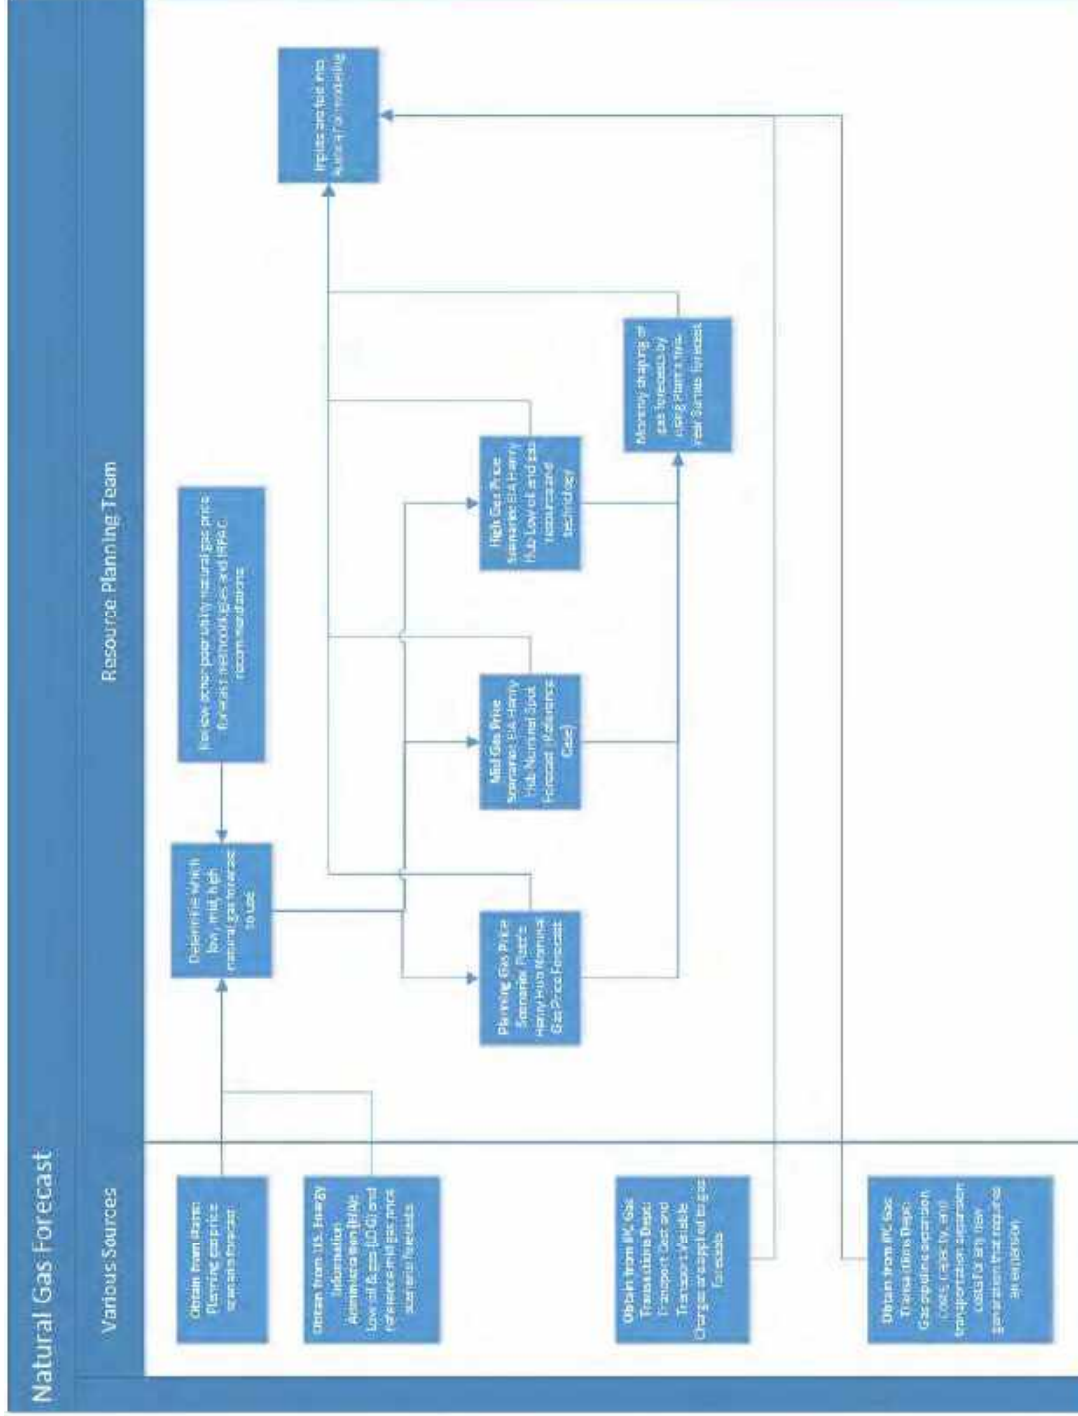 Natural Gas Forecast
Various Sources
Resource Planning Team
Obtain from Platts:
Planning gas price
scenario forecast
Obtain from U.S. Energy
Information
Administration (EIA):
Low oil & gas (LOG) and
reference mid gas price
scenario forecasts
Obtain from IPC Gas
Transactions Dept:
Transport Cost and
Transport Variable
Charges are applied to gas
Forecasts
Obtain from IPC Gas
Transactions Dept:
Gas pipeline expansion
costs, capacity, and
transportation expansion
costs for any new
generation that requires
an expansion
Determine which
low, mid, high
natural gas forecast
to use
Review other peer utility natural gas price
forecast methodologies and IRPAC
recommendations
Planning Gas Price
Scenario: Platt's
Henry Hub Nominal
Gas Price Forecast
Mid Gas Price
Scenario: EIA Henry
Hub Nominal Spot
Forecast (Reference
Case)
High Gas Price
Scenario: EIA Henry
Hub Low oil and gas
resource and
technology
Monthly shaping of
gas forecasts by
using Platt's five-
year Sumas forecast
Inputs are fed into
for modeling